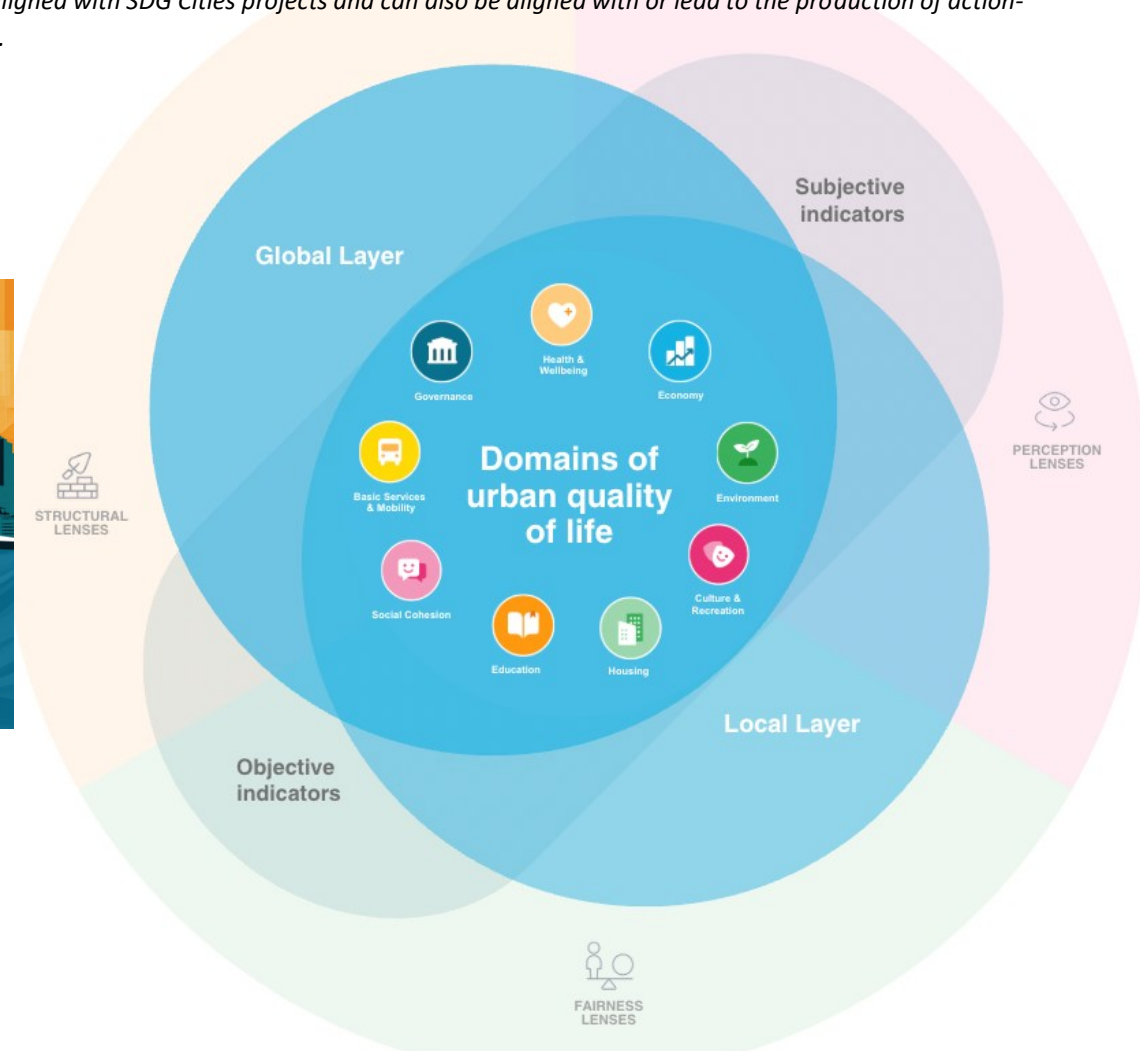 ligned with SDG Cities projects and can also be aligned with or lead to the production of action-
.
Subjective
indicators
Global Layer
Health &
Wellbeing
Governance
Economy
PERCEPTION
LENSES
Domains of
urban quality
of life
Basic Services
& Mobility
Environment
STRUCTURAL
LENSES
Culture &
Recreation
Social Cohesion
Education
Housing
Local Layer
Objective
indicators
FAIRNESS
LENSES